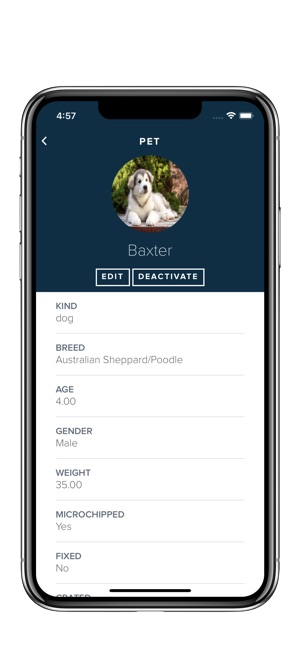 4:57
PET
Baxter
EDIT DEACTIVATE
KIND
dog
BREED
Australian Sheppard/Poodle
AGE
4.00
GENDER
Male
WEIGHT
35.00
MICROCHIPPED
Yes
FIXED
No
CRATED